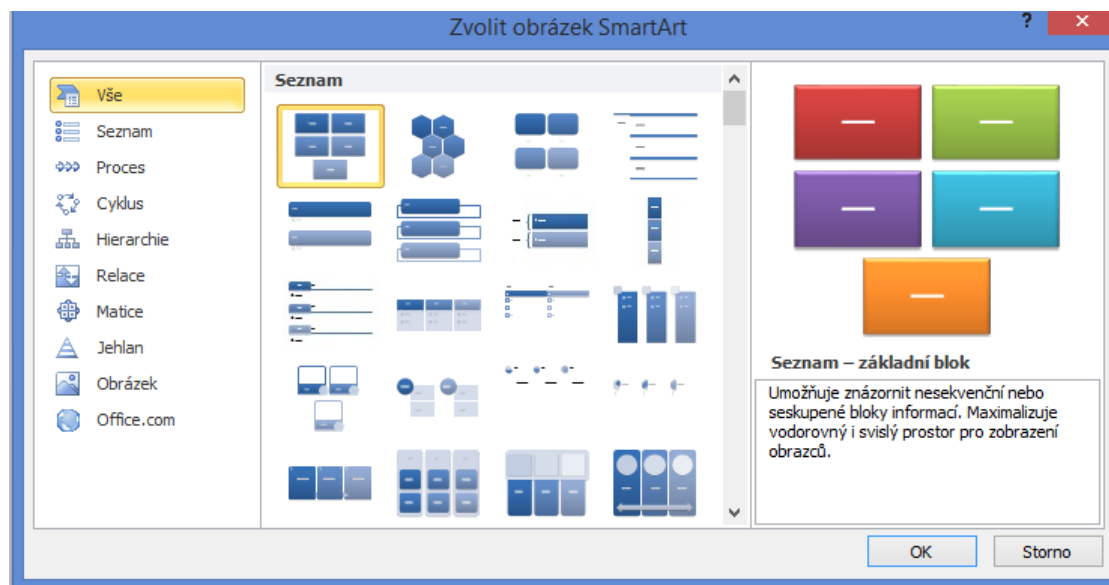 Zvolit obrázek SmartArt
?
Vše
Seznam
Proces
Cyklus
Hierarchie
Relace
Matice
Jehlan
Obrázek
Office.com
Seznam
Seznam – základní blok
Umožňuje znázornit nesekvenční nebo
seskupené bloky informací. Maximalizuje
vodorovný i svislý prostor pro zobrazení
obrazců.
OK
Storno